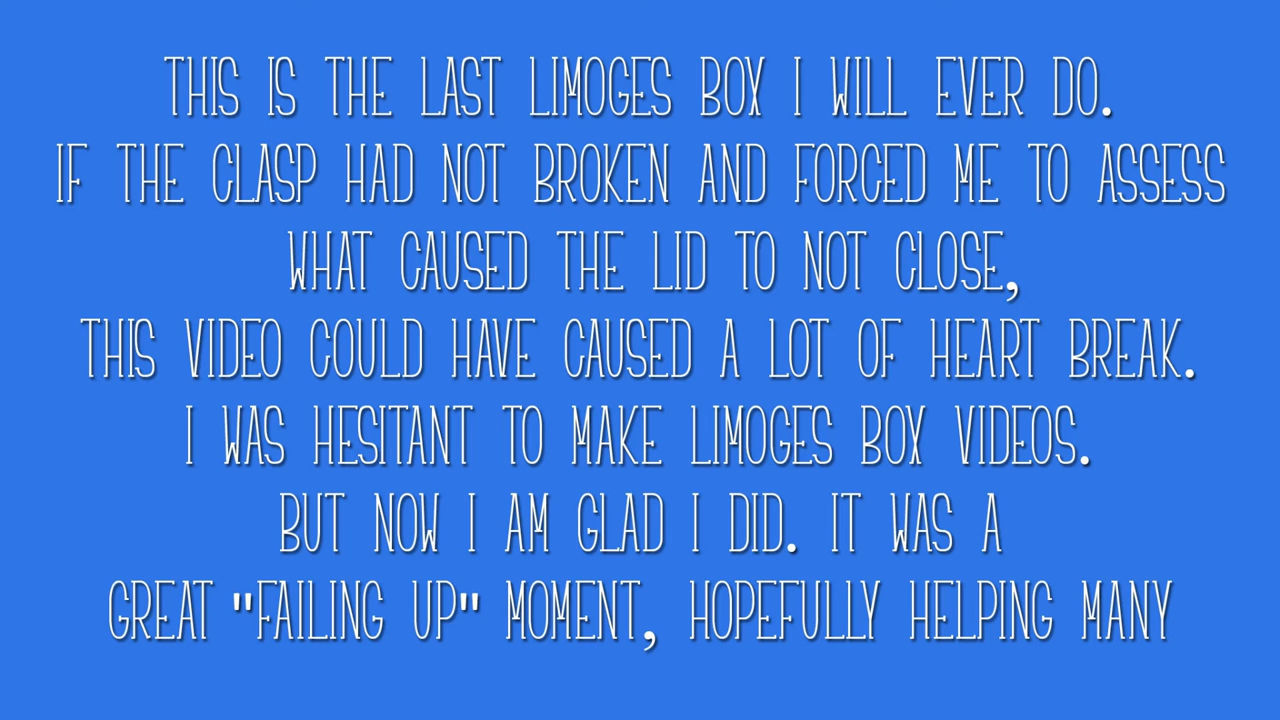 THIS IS THE LAST LIMOGES BOX I WILL EVER DO.
IF THE CLASP HAD NOT BROKEN AND FORCED ME TO ASSESS
WHAT CAUSED THE LID TO NOT CLOSE,
THIS VIDEO COULD HAVE CAUSED A LOT OF HEART BREAK.
I WAS HESITANT TO MAKE LIMOGES BOX VIDEOS.
BUT NOW I AM GLAD I DID. IT WAS A
GREAT "FAILING UP" MOMENT, HOPEFULLY HELPING MANY